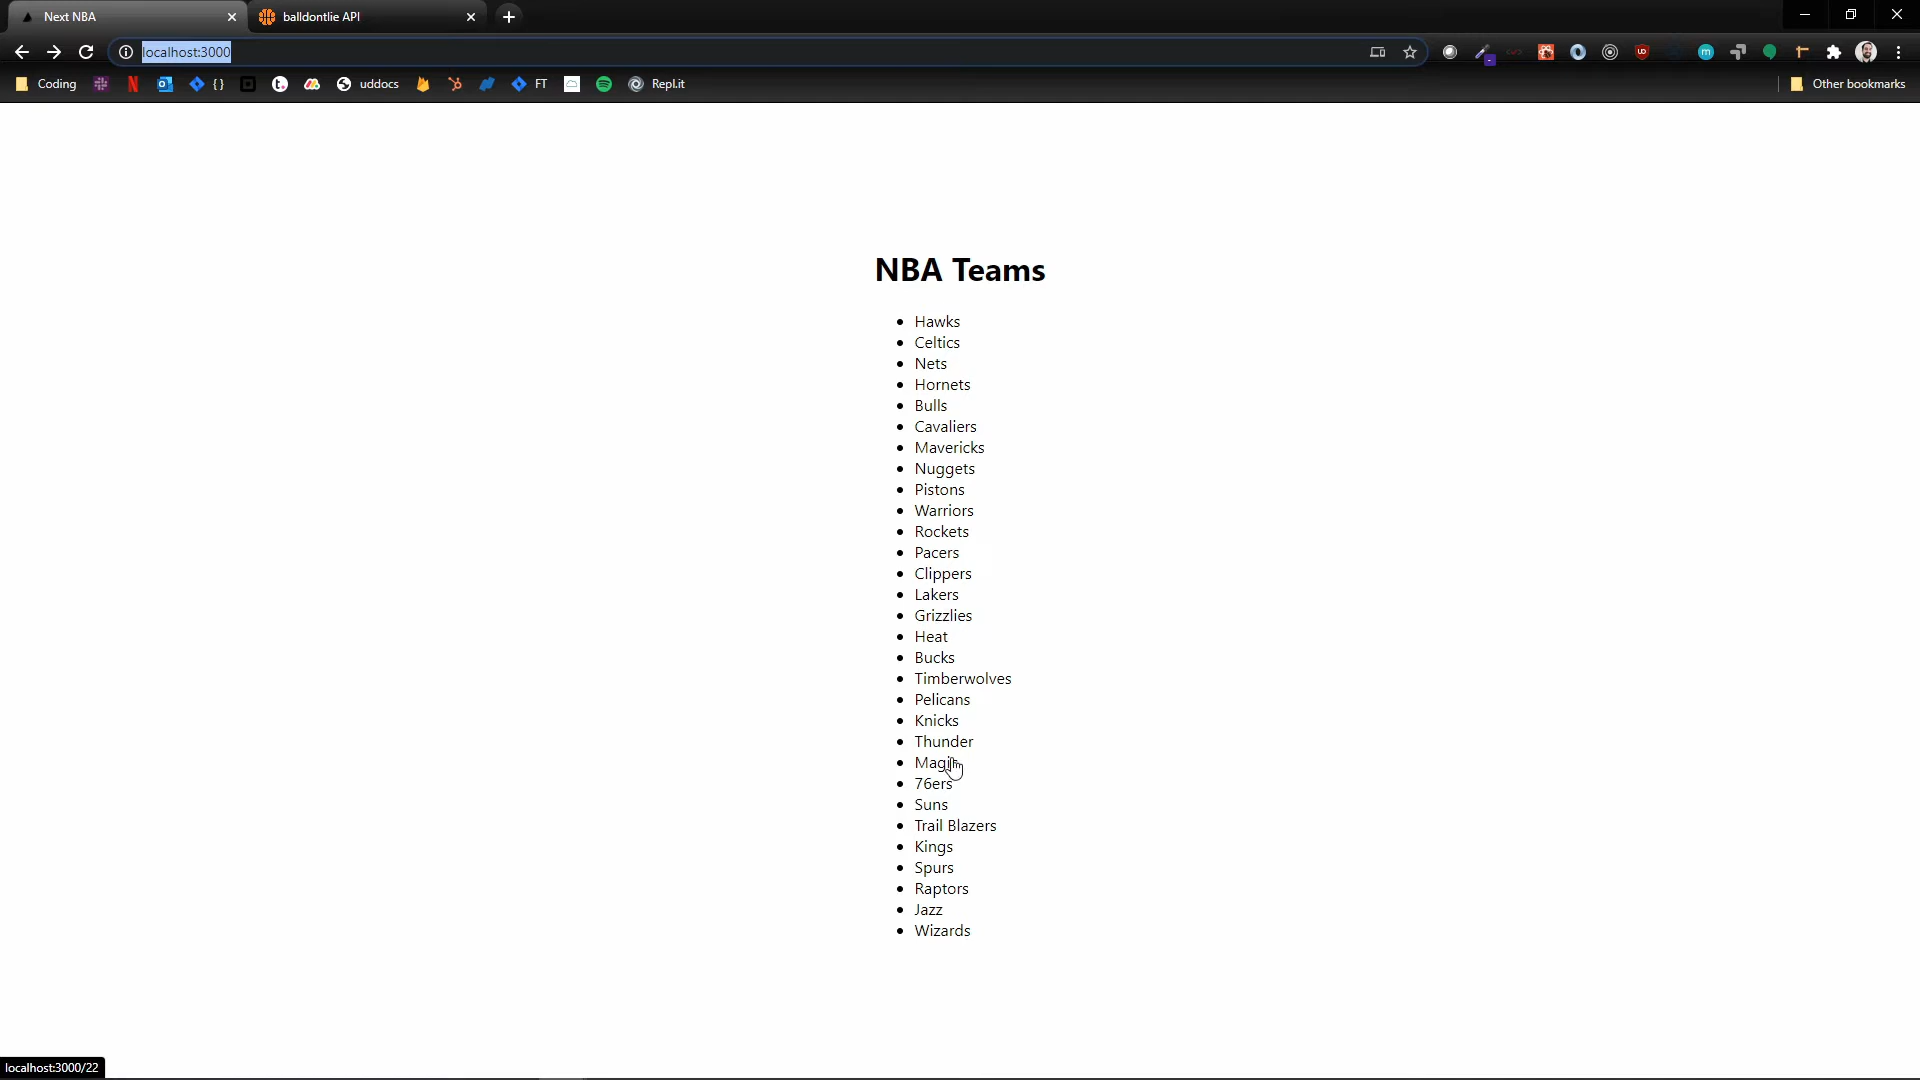 Next NBA
balldontlie API
localhost:3000
Coding
{ }
uddocs
FT
Repl.it
Other bookmarks
NBA Teams
Hawks
Celtics
Nets
Hornets
Bulls
Cavaliers
Mavericks
Nuggets
Pistons
Warriors
Rockets
Pacers
Clippers
Lakers
Grizzlies
Heat
Bucks
Timberwolves
Pelicans
Knicks
Thunder
Magic
76ers
Suns
Trail Blazers
Kings
Spurs
Raptors
Jazz
Wizards
localhost:3000/22